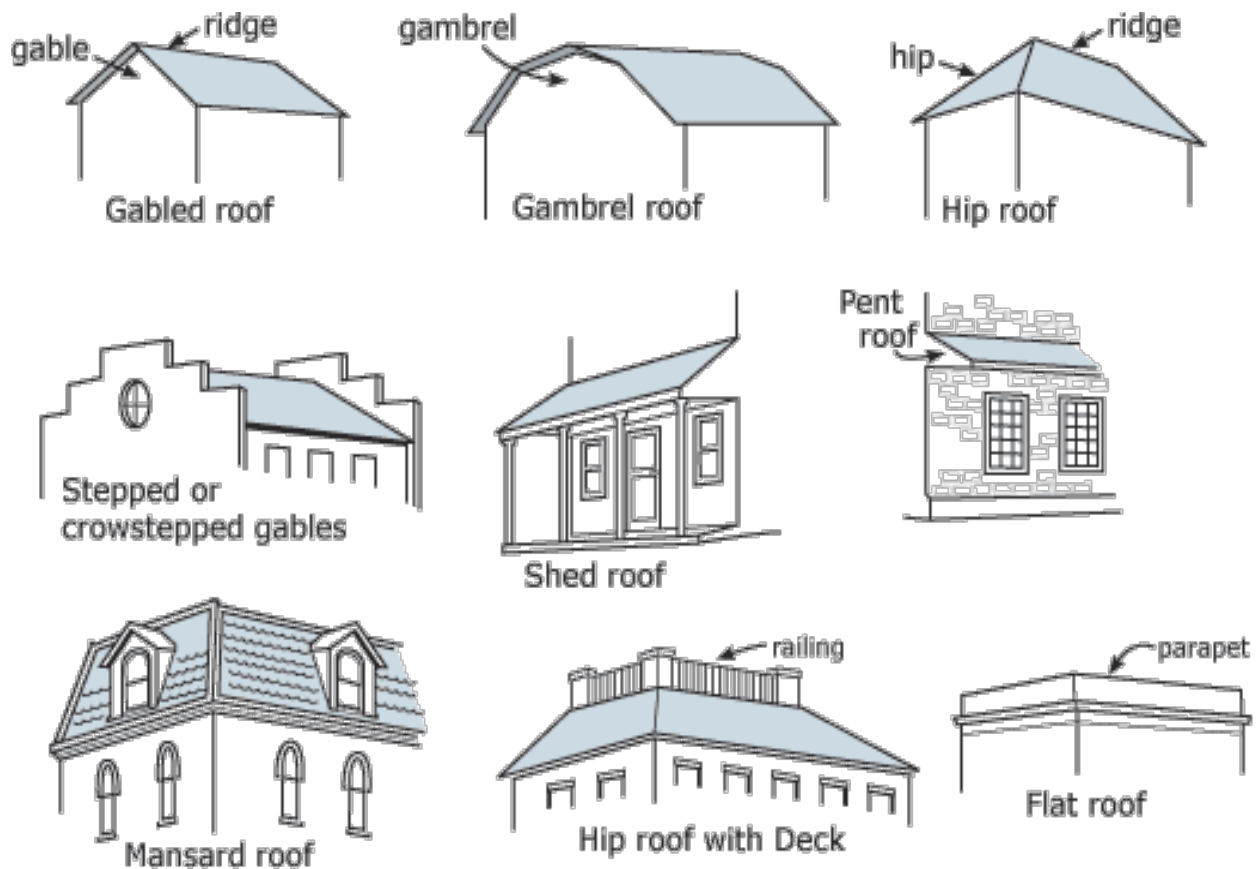 ridge
gable
Gabled roof
gambrel
Gambrel roof
ridge
hip
Hip roof
Stepped or
crowstepped gables
Shed roof
Pent
roof
Mansard roof
railing
Hip roof with Deck
parapet
Flat roof